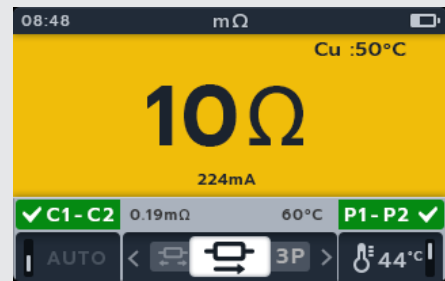 08:48 mΩ
Cu :50°C
10Ω
224mA
C1-C2 0.19mΩ 60°C P1-P2
AUTO < 3P > 44°C